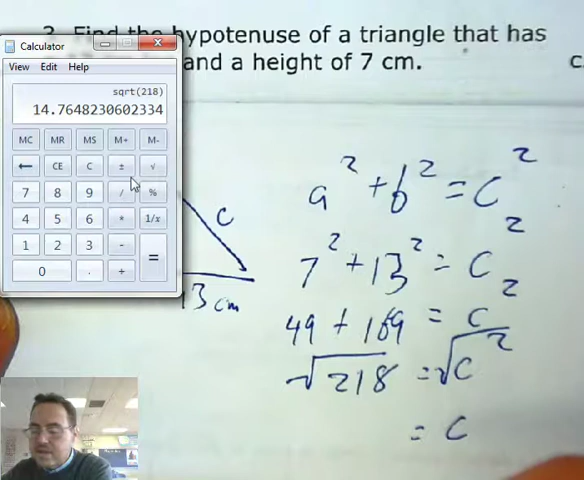 3. Find the hypotenuse of a triangle that has
and a height of 7 cm.
c
Calculator
View Edit Help
sqrt(218)
14.7648230602334
MC MR MS M+ M-
← CE C ± √
7 8 9 / %
4 5 6 * 1/x
1 2 3 - =
0 . +
c
13 cm
a² + b² = c²
7² + 13² = c²
49 + 169 = c²
√218 = √c²
= c